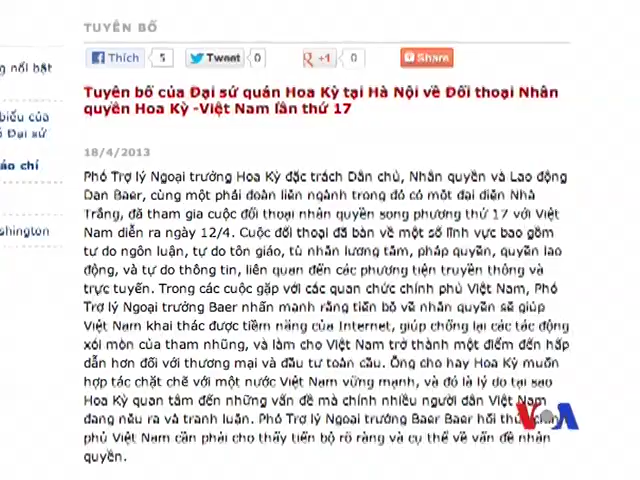 TUYÊN BỐ
Thích 5 Tweet 0 +1 0 Share
g nổi bật
Tuyên bố của Đại sứ quán Hoa Kỳ tại Hà Nội về Đối thoại Nhân
quyền Hoa Kỳ -Việt Nam lần thứ 17
biểu của
Đại sứ
áo chí
shington
18/4/2013
Phó Trợ lý Ngoại trưởng Hoa Kỳ đặc trách Dân chủ, Nhân quyền và Lao động
Dan Baer, cùng một phái đoàn liên ngành trong đó có một đại diện Nhà
Trắng, đã tham gia cuộc đối thoại nhân quyền song phương thứ 17 với Việt
Nam diễn ra ngày 12/4. Cuộc đối thoại đã bàn về một số lĩnh vực bao gồm
tự do ngôn luận, tự do tôn giáo, tù nhân lương tâm, pháp quyền, quyền lao
động, và tự do thông tin, liên quan đến các phương tiện truyền thông và
trực tuyến. Trong các cuộc gặp với các quan chức chính phủ Việt Nam, Phó
Trợ lý Ngoại trưởng Baer nhấn mạnh rằng tiến bộ về nhân quyền sẽ giúp
Việt Nam khai thác được tiềm năng của Internet, giúp chống lại các tác động
xói mòn của tham nhũng, và làm cho Việt Nam trở thành một điểm đến hấp
dẫn hơn đối với thương mại và đầu tư toàn cầu. Ông cho hay Hoa Kỳ muốn
hợp tác chặt chẽ với một nước Việt Nam vững mạnh, và đó là lý do tại sao
Hoa Kỳ quan tâm đến những vấn đề mà chính nhiều người dân Việt Nam
đang nêu ra và tranh luận. Phó Trợ lý Ngoại trưởng Baer Baer hối thúc chính
phủ Việt Nam cần phải cho thấy tiến bộ rõ ràng và cụ thể về vấn đề nhân
quyền.
VOA